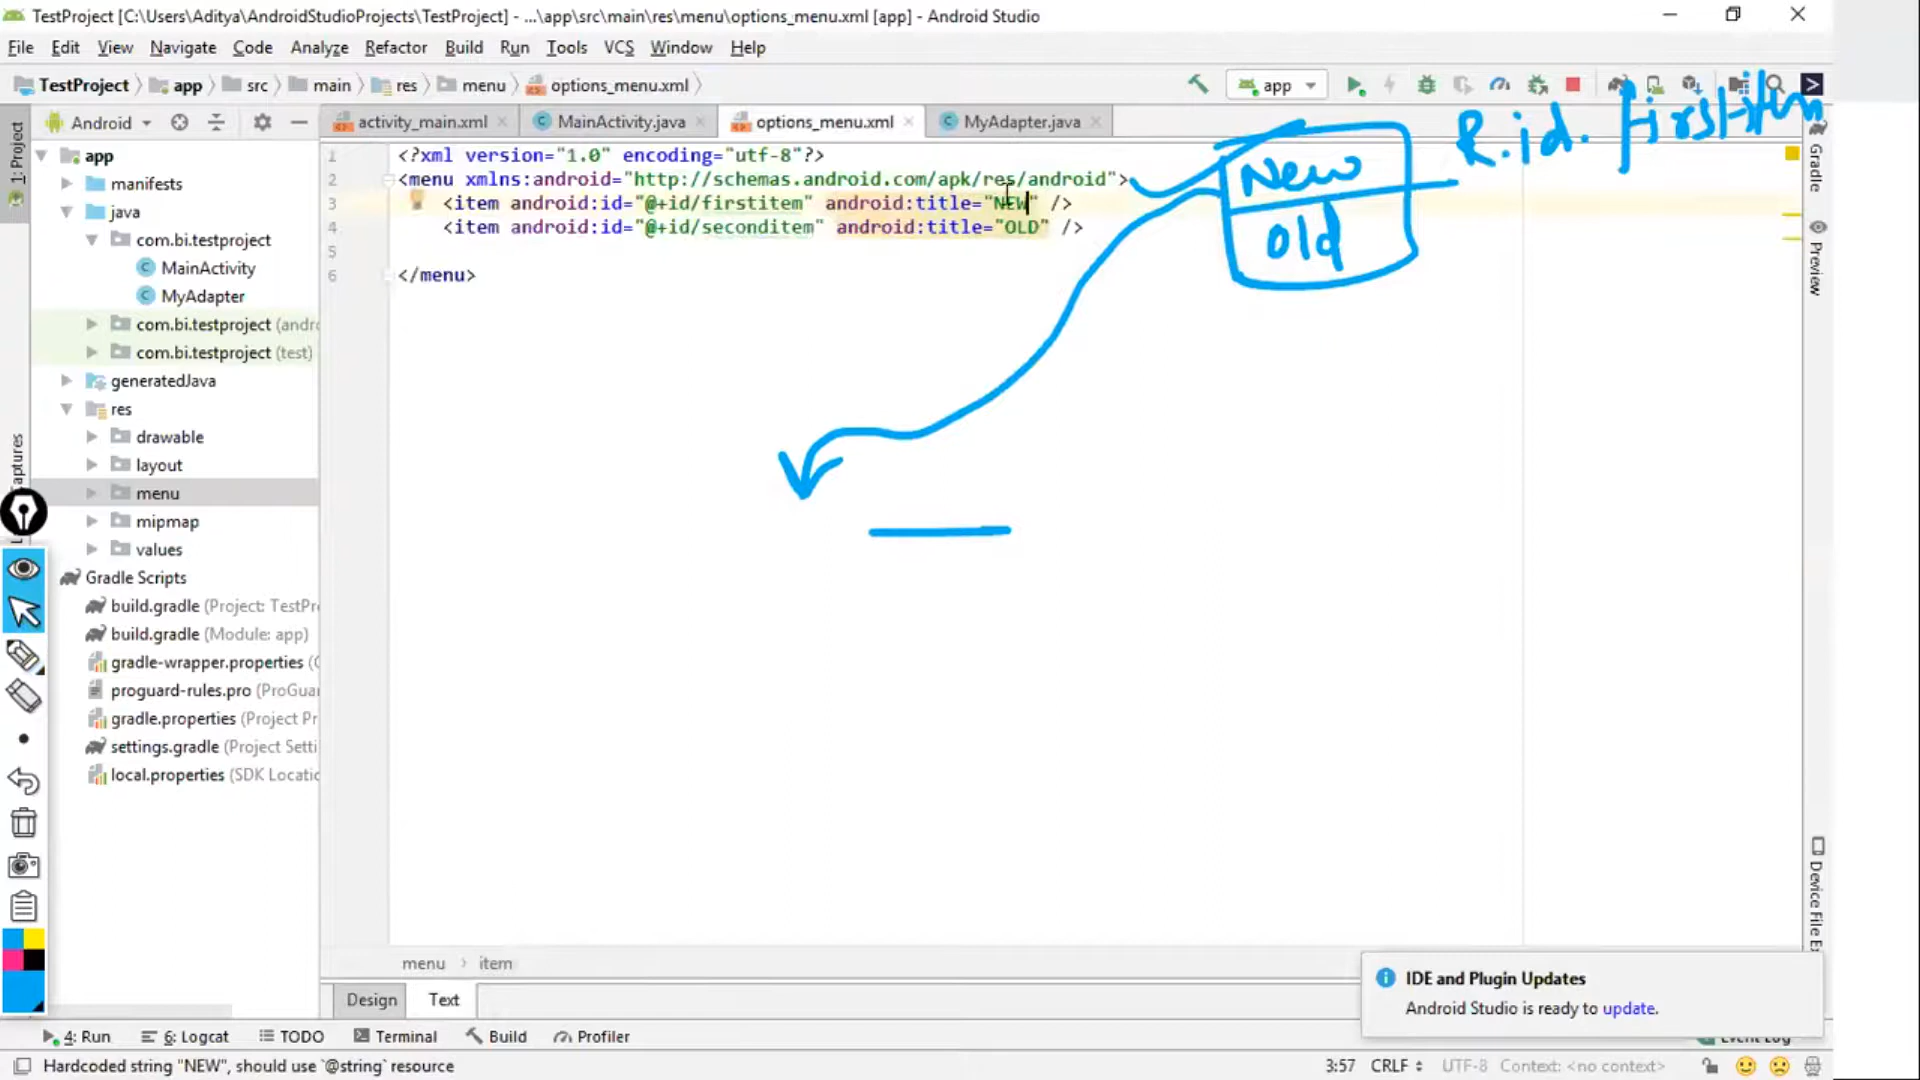 TestProject [C:\Users\Aditya\AndroidStudioProjects\TestProject] - ...\app\src\main\res\menu\options_menu.xml [app] - Android Studio
File Edit View Navigate Code Analyze Refactor Build Run Tools VCS Window Help
TestProject app src main res menu options_menu.xml app
R.id. firstitem
1: Project
Android
activity_main.xml MainActivity.java options_menu.xml MyAdapter.java
app
manifests
java
com.bi.testproject
MainActivity
MyAdapter
com.bi.testproject (andro
com.bi.testproject (test)
generatedJava
res
drawable
layout
menu
mipmap
values
Gradle Scripts
build.gradle (Project: TestPr
build.gradle (Module: app)
gradle-wrapper.properties (
proguard-rules.pro (ProGua
gradle.properties (Project Pr
settings.gradle (Project Setti
local.properties (SDK Locatio
Captures
1 <?xml version="1.0" encoding="utf-8"?>
2 <menu xmlns:android="http://schemas.android.com/apk/res/android">
3 <item android:id="@+id/firstitem" android:title="NEW" />
4 <item android:id="@+id/seconditem" android:title="OLD" />
5
6 </menu>
New
old
Gradle
Preview
Device File Ex
menu item
Design Text
IDE and Plugin Updates
Android Studio is ready to update.
4: Run 6: Logcat TODO Terminal Build Profiler Event Log
Hardcoded string "NEW", should use `@string` resource 3:57 CRLF UTF-8 Context: <no context>